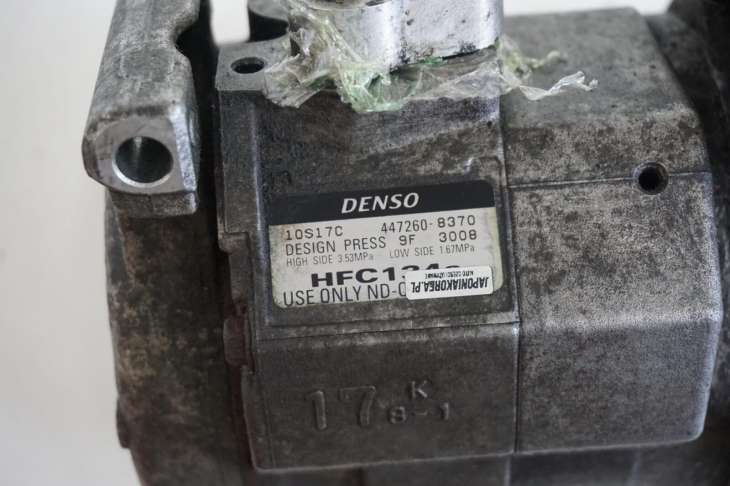 DENSO
10S17C 447260-8370
DESIGN PRESS 9F 3008
HIGH SIDE 3.53MPa · LOW SIDE 1.67MPa
HFC134a
USE ONLY ND-O
JAPONIAKOREA.PL
17 K
8-1